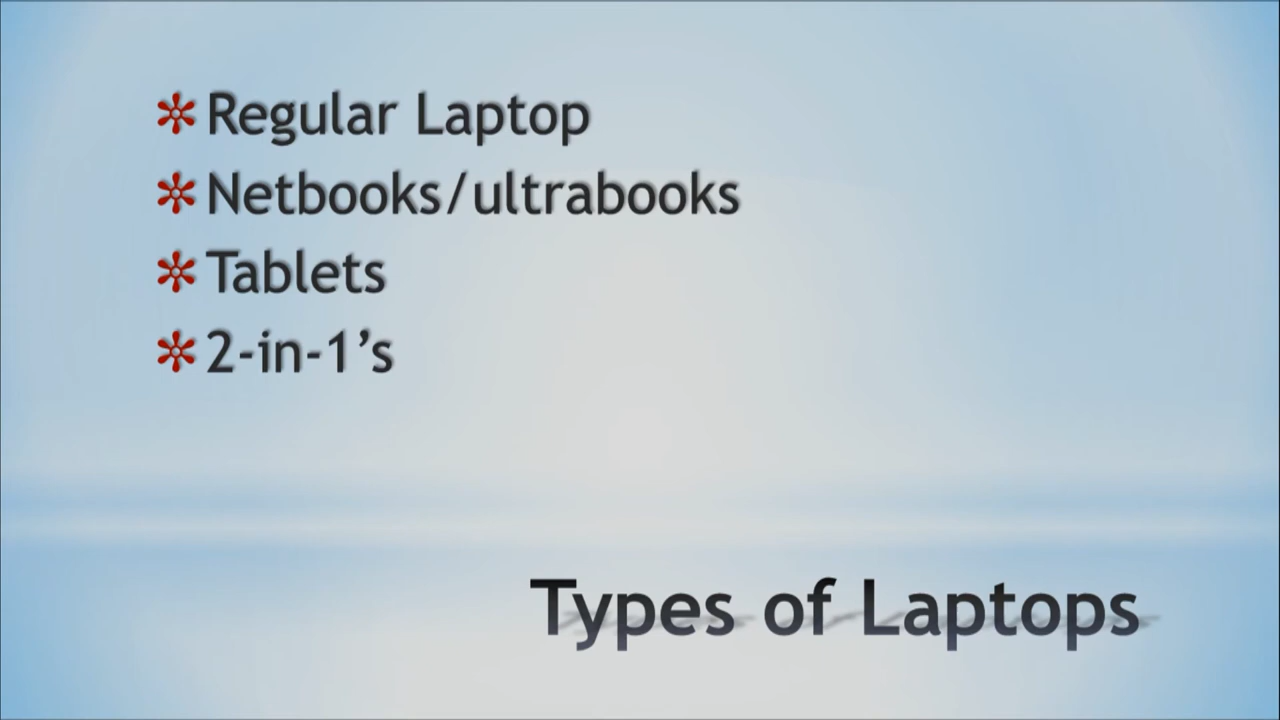 Regular Laptop
Netbooks/ultrabooks
Tablets
2-in-1’s
Types of Laptops